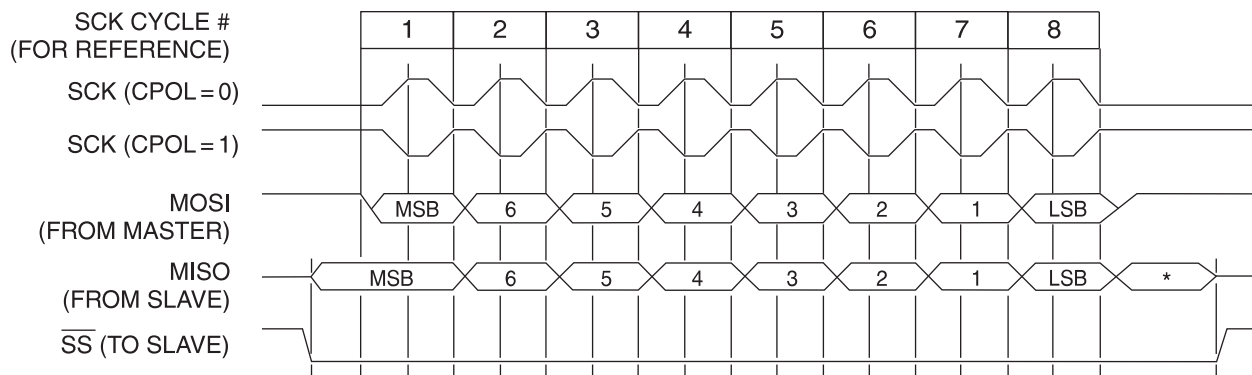 SCK CYCLE # 1 2 3 4 5 6 7 8
(FOR REFERENCE)
SCK (CPOL = 0)
SCK (CPOL = 1)
MOSI MSB 6 5 4 3 2 1 LSB
(FROM MASTER)
MISO MSB 6 5 4 3 2 1 LSB *
(FROM SLAVE)
SS (TO SLAVE)